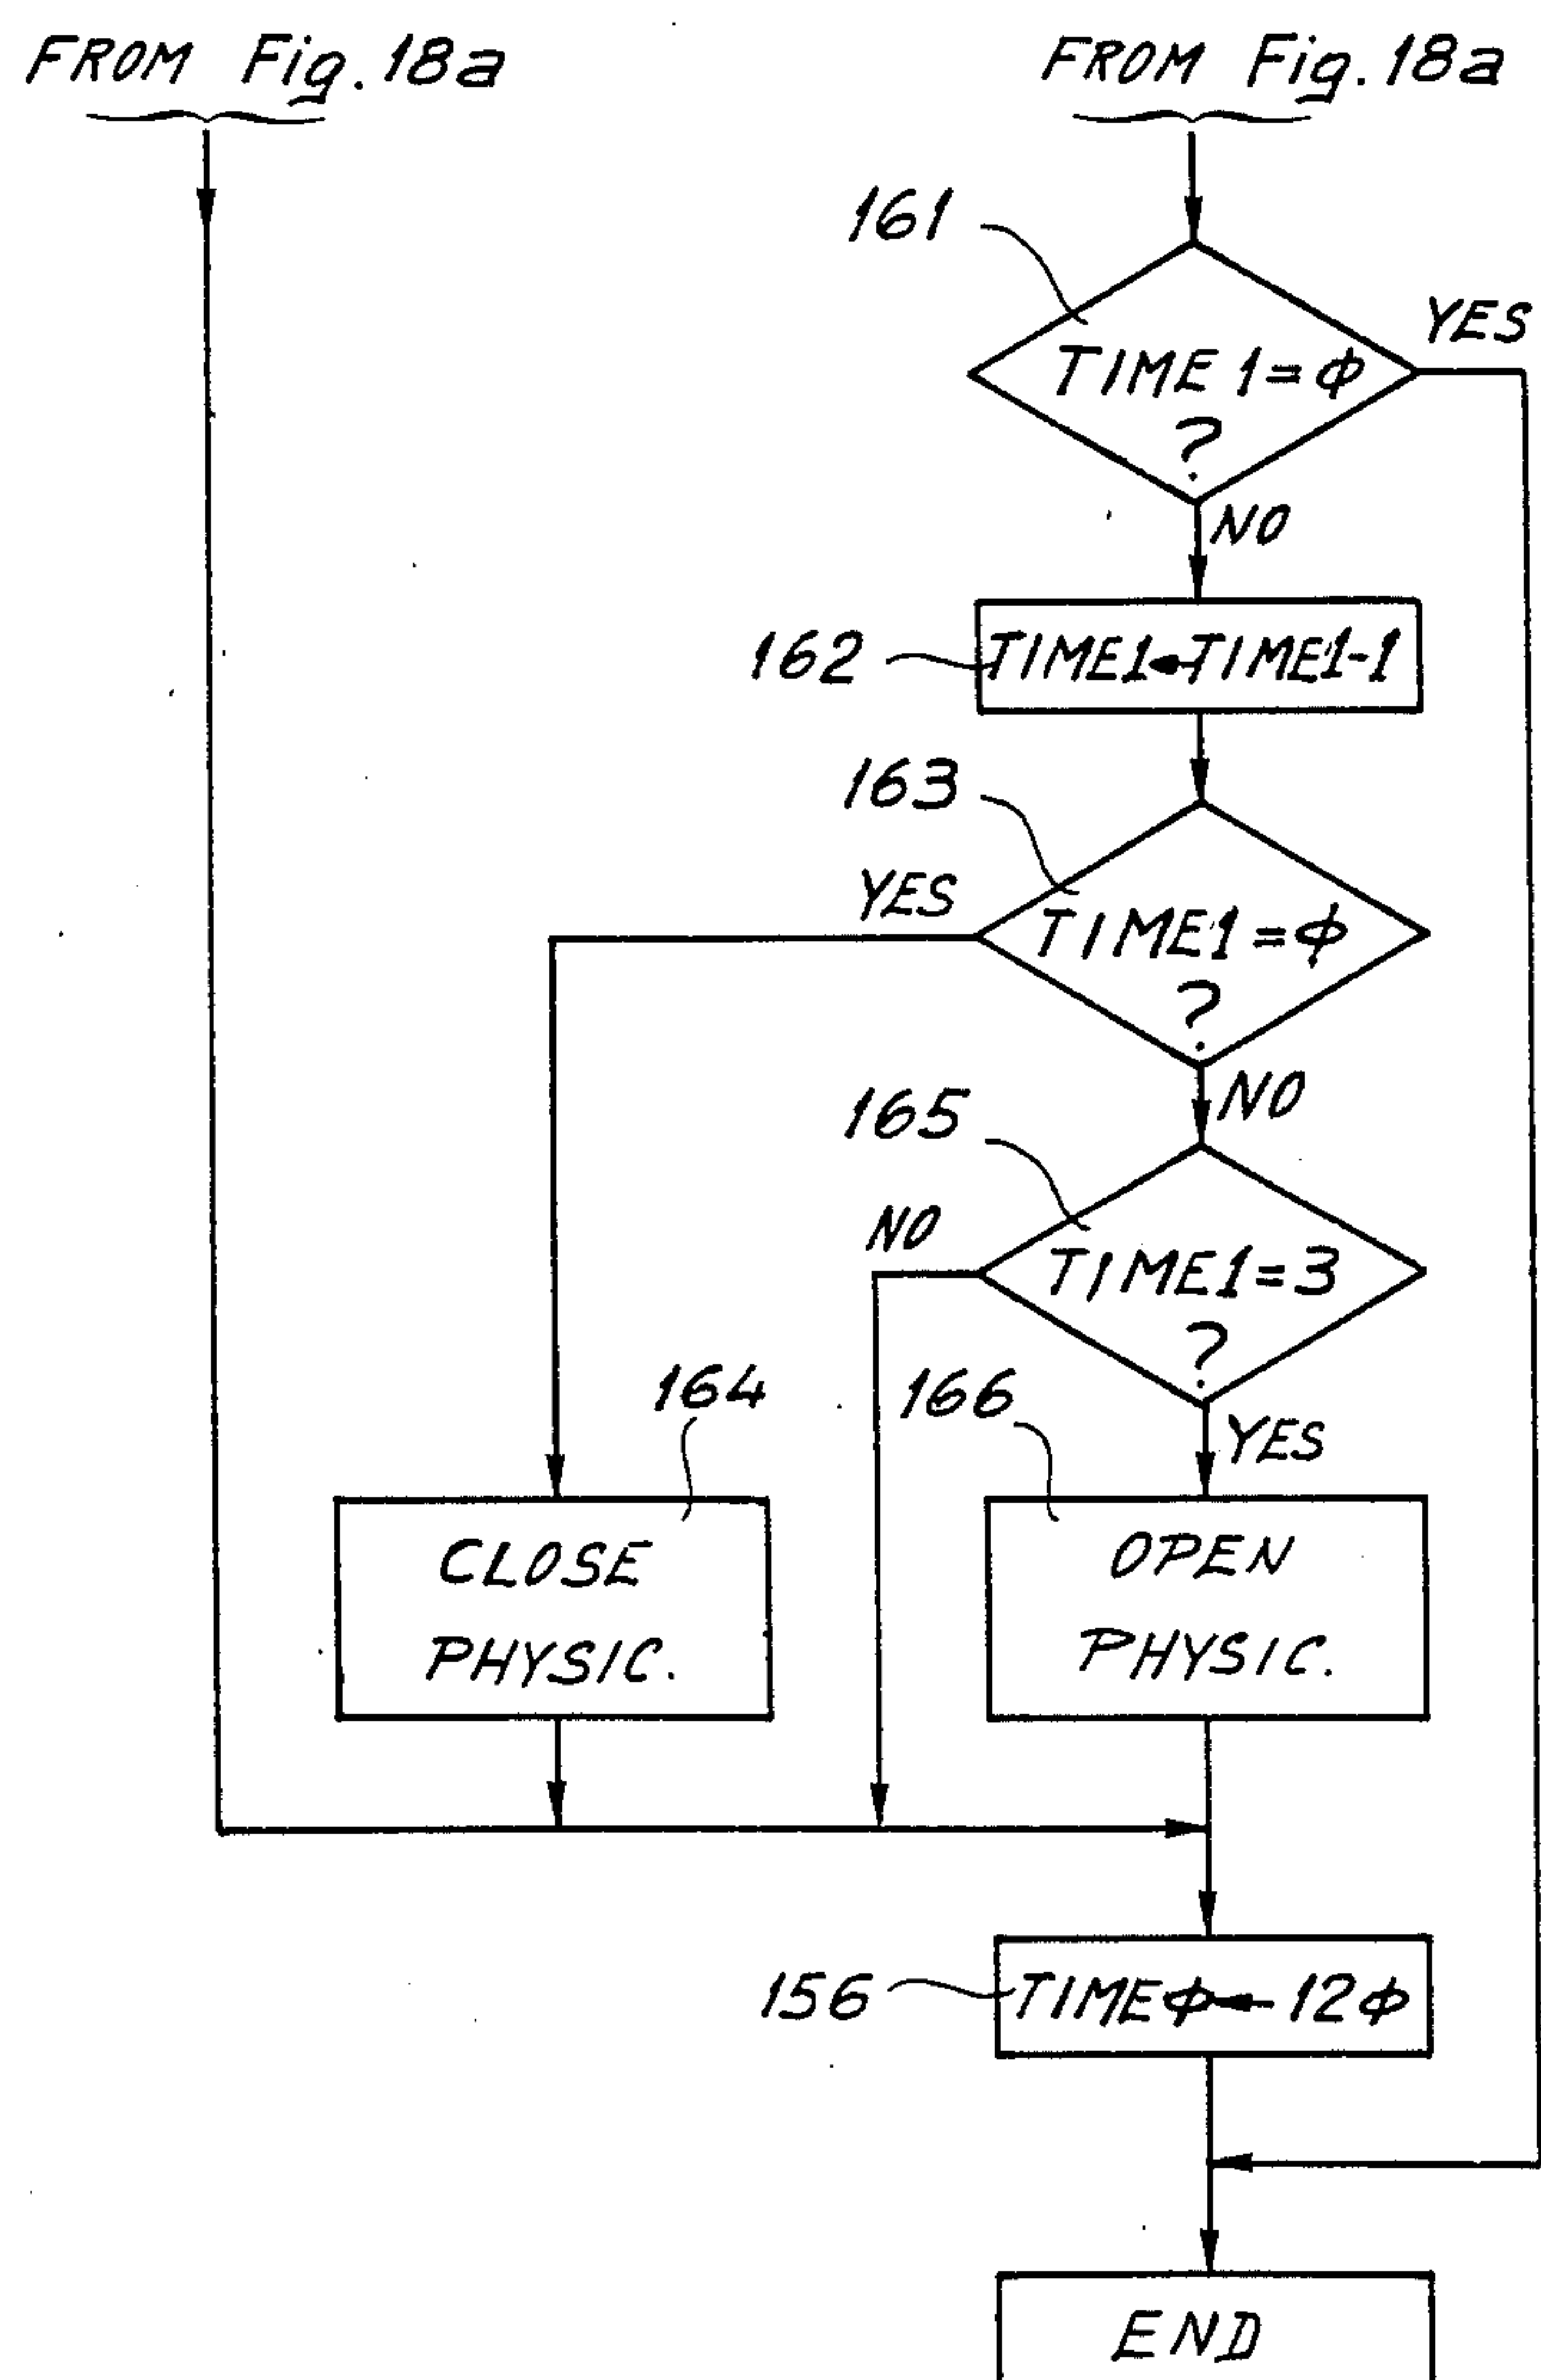 FROM Fig. 18a
FROM Fig. 18a
161
YES
TIME 1=ϕ
?
NO
162
TIME1←TIME1-1
163
YES
TIME1=ϕ
?
NO
165
NO
TIME1=3
?
164
166
YES
CLOSE
PHYSIC.
OPEN
PHYSIC.
156
TIMEϕ← 12ϕ
END